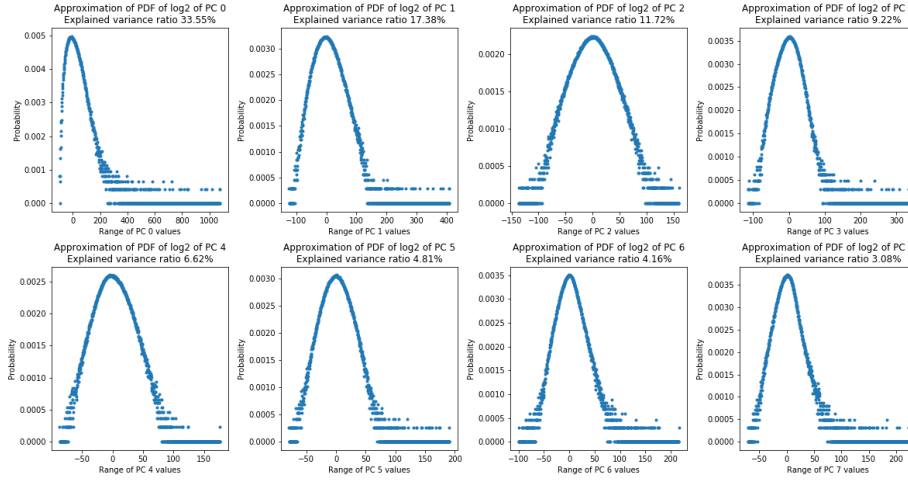 Approximation of PDF of log2 of PC 0
Explained variance ratio 33.55%
Approximation of PDF of log2 of PC 1
Explained variance ratio 17.38%
Approximation of PDF of log2 of PC 2
Explained variance ratio 11.72%
Approximation of PDF of log2 of PC
Explained variance ratio 9.22%
0.005
0.004
0.003
0.002
0.001
0.000
Probability
0 200 400 600 800 1000
Range of PC 0 values
0.0030
0.0025
0.0020
0.0015
0.0010
0.0005
0.0000
Probability
−100 0 100 200 300 400
Range of PC 1 values
0.0020
0.0015
0.0010
0.0005
0.0000
Probability
−150 −100 −50 0 50 100 150
Range of PC 2 values
0.0035
0.0030
0.0025
0.0020
0.0015
0.0010
0.0005
0.0000
Probability
−100 0 100 200 300
Range of PC 3 values
Approximation of PDF of log2 of PC 4
Explained variance ratio 6.62%
Approximation of PDF of log2 of PC 5
Explained variance ratio 4.81%
Approximation of PDF of log2 of PC 6
Explained variance ratio 4.16%
Approximation of PDF of log2 of PC
Explained variance ratio 3.08%
0.0025
0.0020
0.0015
0.0010
0.0005
0.0000
Probability
−50 0 50 100 150
Range of PC 4 values
0.0030
0.0025
0.0020
0.0015
0.0010
0.0005
0.0000
Probability
−50 0 50 100 150 200
Range of PC 5 values
0.0035
0.0030
0.0025
0.0020
0.0015
0.0010
0.0005
0.0000
Probability
−100 −50 0 50 100 150 200
Range of PC 6 values
0.0035
0.0030
0.0025
0.0020
0.0015
0.0010
0.0005
0.0000
Probability
−50 0 50 100 150 200
Range of PC 7 values